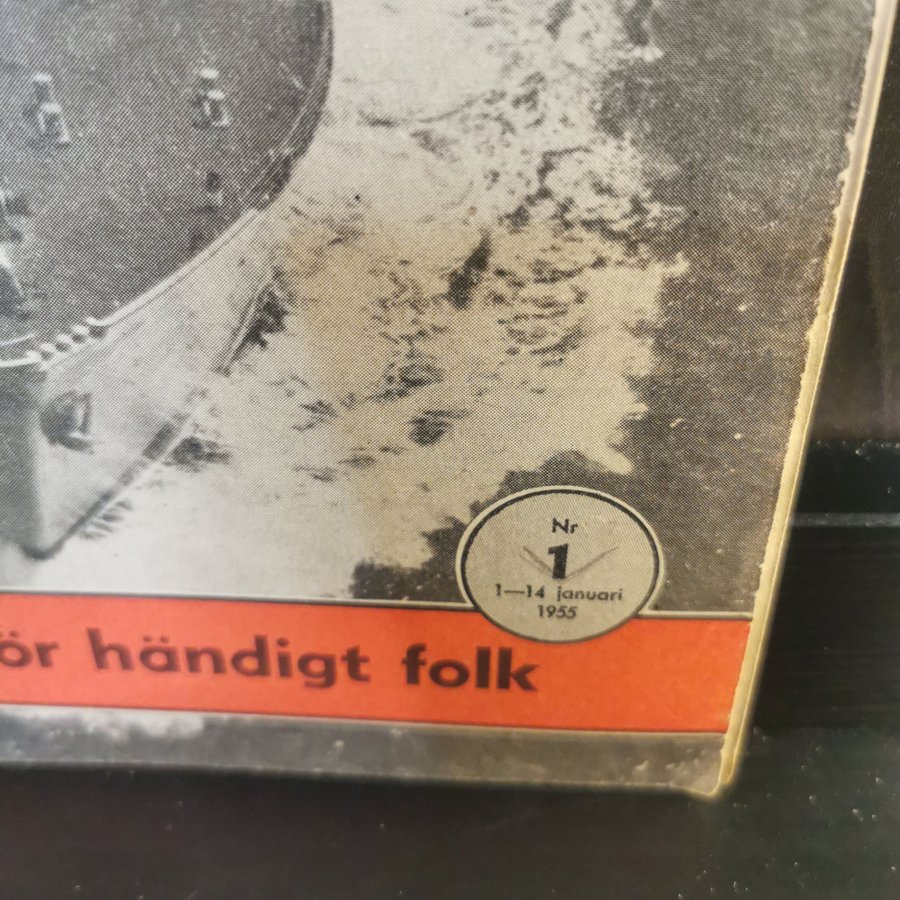 Nr
1
1—14 januari
1955
ör händigt folk